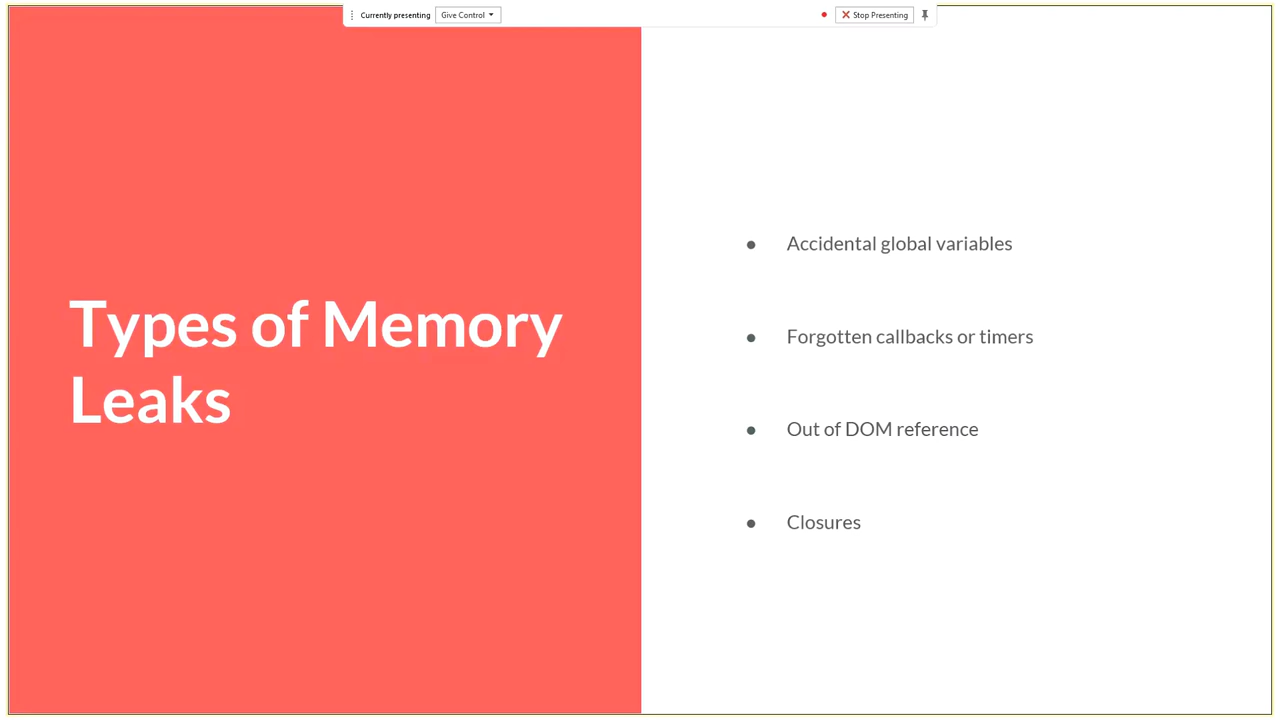 Currently presenting Give Control Stop Presenting
Types of Memory
Leaks
● Accidental global variables
● Forgotten callbacks or timers
● Out of DOM reference
● Closures